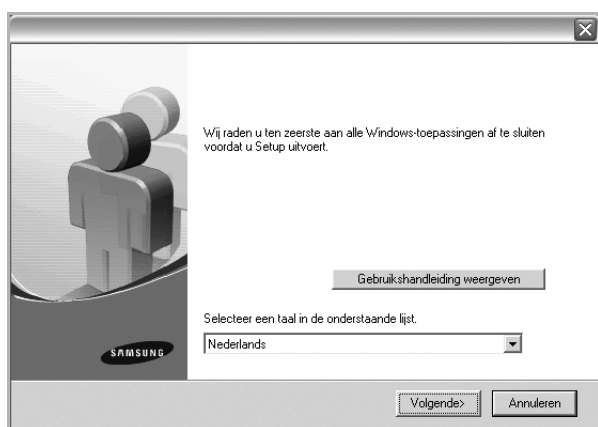 Wij raden u ten zeerste aan alle Windows-toepassingen af te sluiten
voordat u Setup uitvoert.
Gebruikshandleiding weergeven
Selecteer een taal in de onderstaande lijst.
Nederlands
SAMSUNG
Volgende>
Annuleren